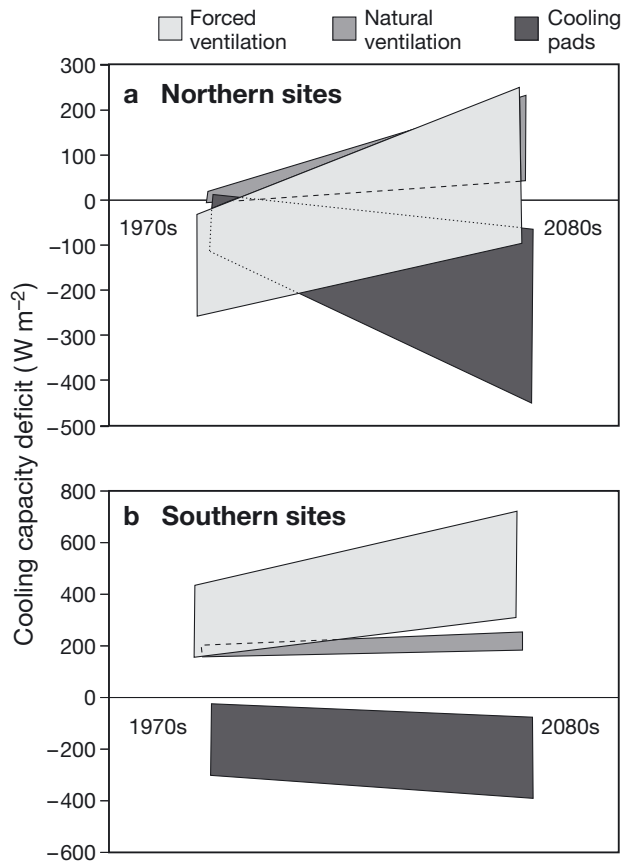 Forced ventilation
Natural ventilation
Cooling pads
Cooling capacity deficit (W m–2)
a Northern sites
300
200
100
0
–100
–200
–300
–400
–500
1970s
2080s
b Southern sites
800
600
400
200
0
–200
–400
–600
1970s
2080s